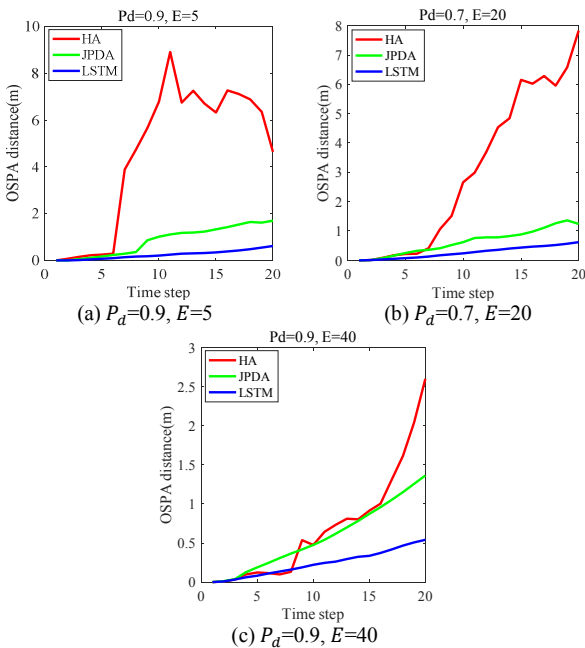 Pd=0.9, E=5
HA
JPDA
LSTM
OSPA distance(m)
10
8
6
4
2
0
0 5 10 15 20
Time step
(a) P_d=0.9, E=5
Pd=0.7, E=20
HA
JPDA
LSTM
OSPA distance(m)
8
7
6
5
4
3
2
1
0
0 5 10 15 20
Time step
(b) P_d=0.7, E=20
Pd=0.9, E=40
HA
JPDA
LSTM
OSPA distance(m)
3
2.5
2
1.5
1
0.5
0
0 5 10 15 20
Time step
(c) P_d=0.9, E=40